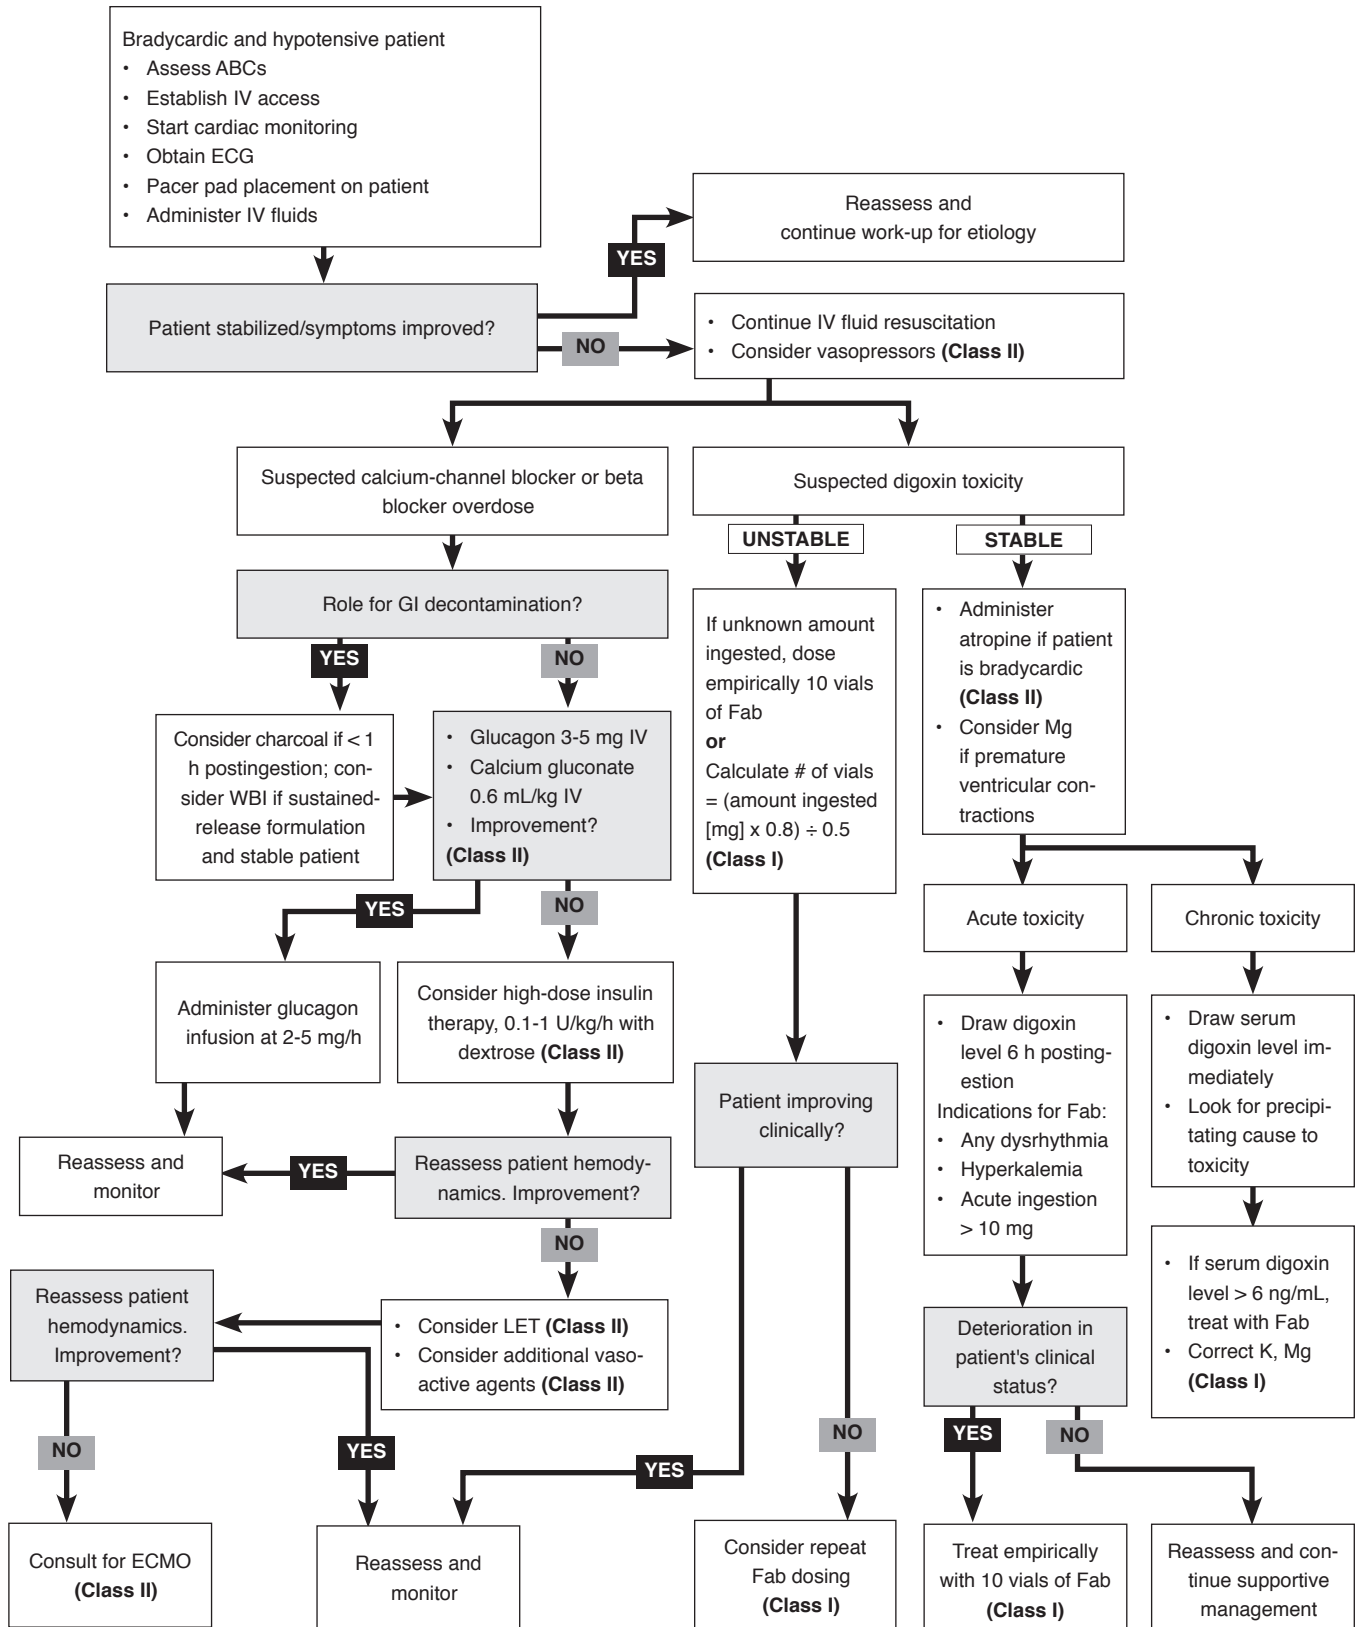 Bradycardic and hypotensive patient
• Assess ABCs
• Establish IV access
• Start cardiac monitoring
• Obtain ECG
• Pacer pad placement on patient
• Administer IV fluids
Reassess and
continue work-up for etiology
YES
Patient stabilized/symptoms improved?
NO
• Continue IV fluid resuscitation
• Consider vasopressors (Class II)
Suspected calcium-channel blocker or beta
blocker overdose
Suspected digoxin toxicity
UNSTABLE
STABLE
Role for GI decontamination?
YES
NO
Consider charcoal if < 1
h postingestion; con-
sider WBI if sustained-
release formulation
and stable patient
• Glucagon 3-5 mg IV
• Calcium gluconate
0.6 mL/kg IV
• Improvement?
(Class II)
If unknown amount
ingested, dose
empirically 10 vials
of Fab
or
Calculate # of vials
= (amount ingested
[mg] x 0.8) ÷ 0.5
(Class I)
• Administer
atropine if patient
is bradycardic
(Class II)
• Consider Mg
if premature
ventricular con-
tractions
YES
NO
Acute toxicity
Chronic toxicity
Administer glucagon
infusion at 2-5 mg/h
Consider high-dose insulin
therapy, 0.1-1 U/kg/h with
dextrose (Class II)
• Draw digoxin
level 6 h posting-
estion
Indications for Fab:
• Any dysrhythmia
• Hyperkalemia
• Acute ingestion
> 10 mg
• Draw serum
digoxin level im-
mediately
• Look for precipi-
tating cause to
toxicity
Patient improving
clinically?
Reassess and
monitor
YES
Reassess patient hemody-
namics. Improvement?
NO
Reassess patient
hemodynamics.
Improvement?
• Consider LET (Class II)
• Consider additional vaso-
active agents (Class II)
• If serum digoxin
level > 6 ng/mL,
treat with Fab
• Correct K, Mg
(Class I)
Deterioration in
patient's clinical
status?
NO
YES
YES
NO
YES
NO
Consult for ECMO
(Class II)
Reassess and
monitor
Consider repeat
Fab dosing
(Class I)
Treat empirically
with 10 vials of Fab
(Class I)
Reassess and con-
tinue supportive
management